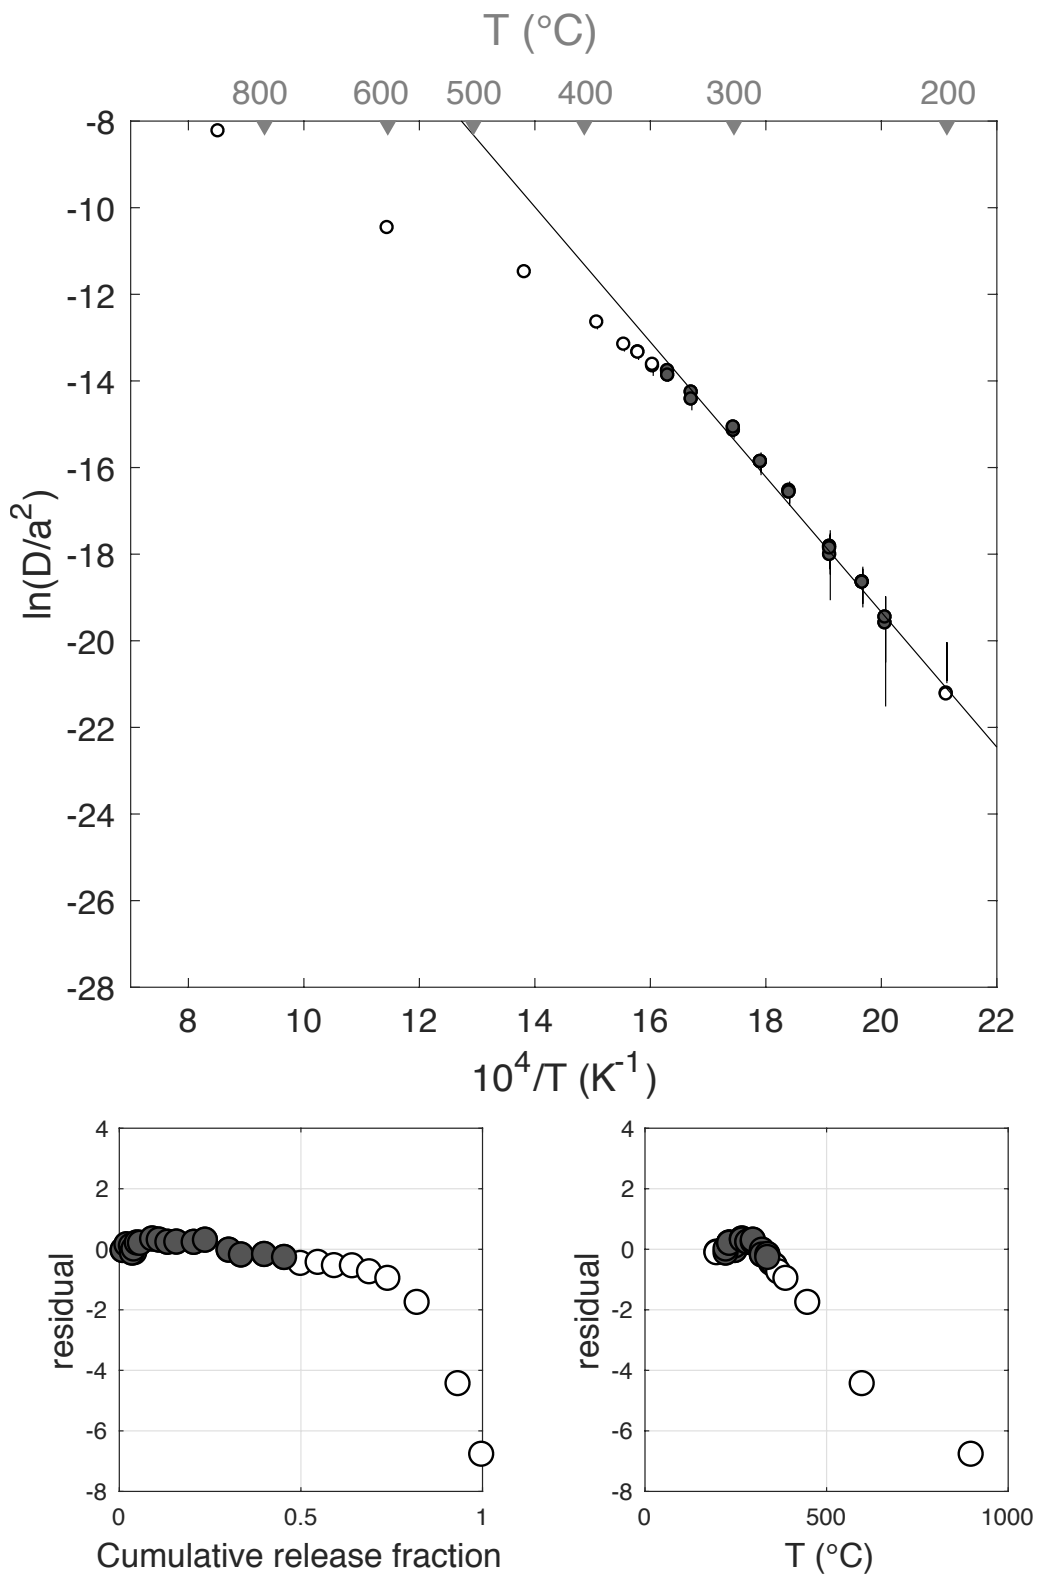 T (°C)
800 600 500 400 300 200
-8
-10
-12
-14
-16
-18
-20
-22
-24
-26
-28
ln(D/a²)
8 10 12 14 16 18 20 22
10⁴/T (K⁻¹)
4
2
0
-2
-4
-6
-8
residual
0 0.5 1
Cumulative release fraction
4
2
0
-2
-4
-6
-8
residual
0 500 1000
T (°C)